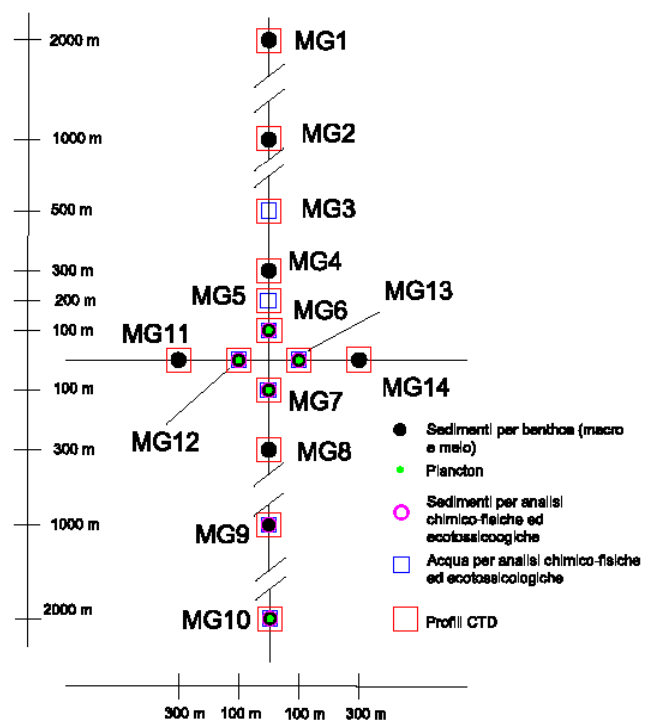 2000 m
MG1
1000 m
MG2
500 m
MG3
300 m
MG4
200 m
MG5
MG13
MG6
100 m
MG11
MG14
100 m
MG7
MG12
300 m
MG8
Sedimenti per benthos (macro
e meio)
Plancton
Sedimenti per analisi
chimico-fisiche ed
ecotossicoogiche
1000 m
MG9
Acqua per analisi chimico-fisiche
ed ecotossicologiche
2000 m
MG10
Profili CTD
300 m
100 m
100 m
300 m